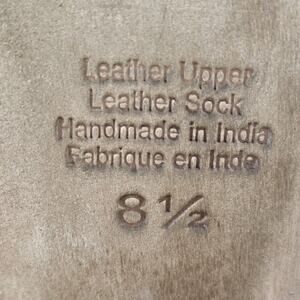 Leather Upper
Leather Sock
Handmade in India
Fabrique en Inde
8 ½